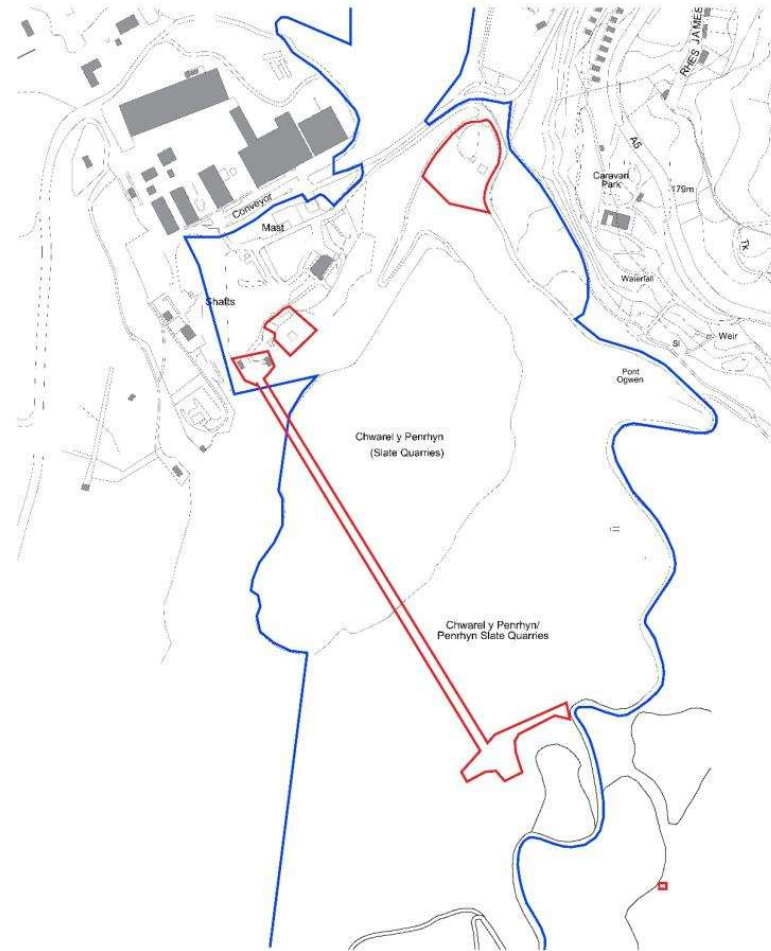 RHES JAMES
A5
Caravan
Park
179m
Conveyor
Mast
Tk
Waterfall
Shafts
Sl
Weir
Pont
Ogwen
Chwarel y Penrhyn
(Slate Quarries)
Chwarel y Penrhyn/
Penrhyn Slate Quarries